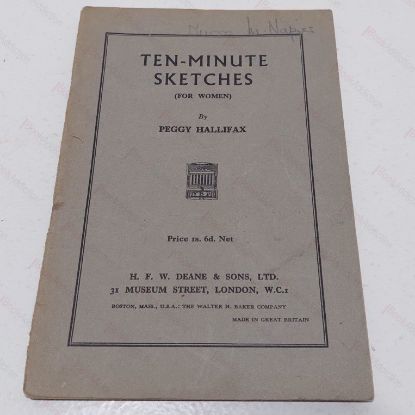 TEN-MINUTE
SKETCHES
(FOR WOMEN)
By
PEGGY HALLIFAX
Price 1s. 6d. Net
H. F. W. DEANE & SONS, LTD.
31 MUSEUM STREET, LONDON, W.C.1
BOSTON, MASS., U.S.A.: THE WALTER H. BAKER COMPANY
MADE IN GREAT BRITAIN